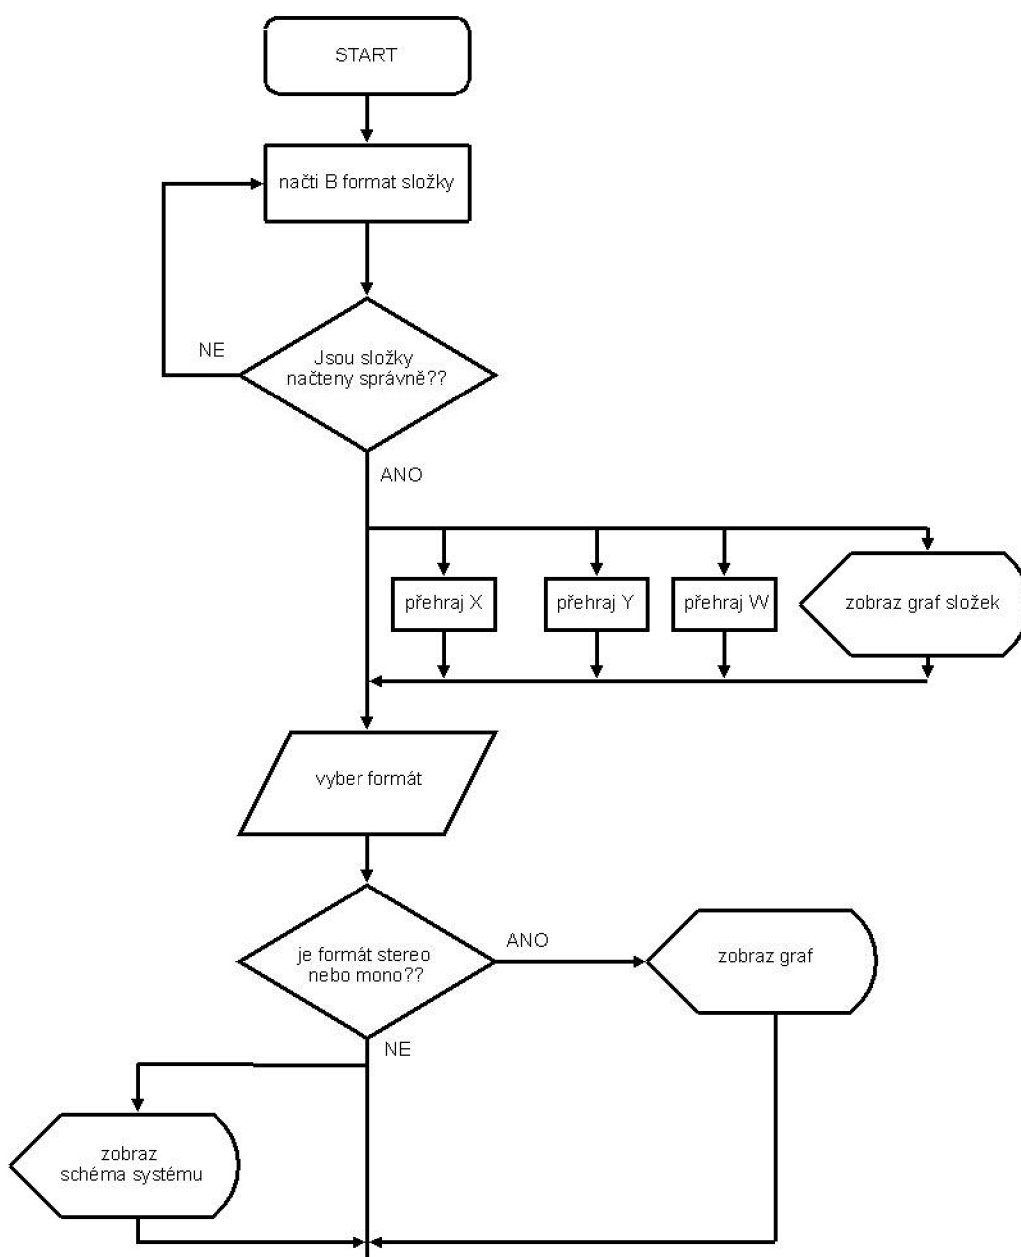 START
načti B format složky
NE
Jsou složky
načteny správně??
ANO
přehraj X
přehraj Y
přehraj W
zobraz graf složek
vyber formát
je formát stereo
nebo mono??
ANO
zobraz graf
NE
zobraz
schéma systému